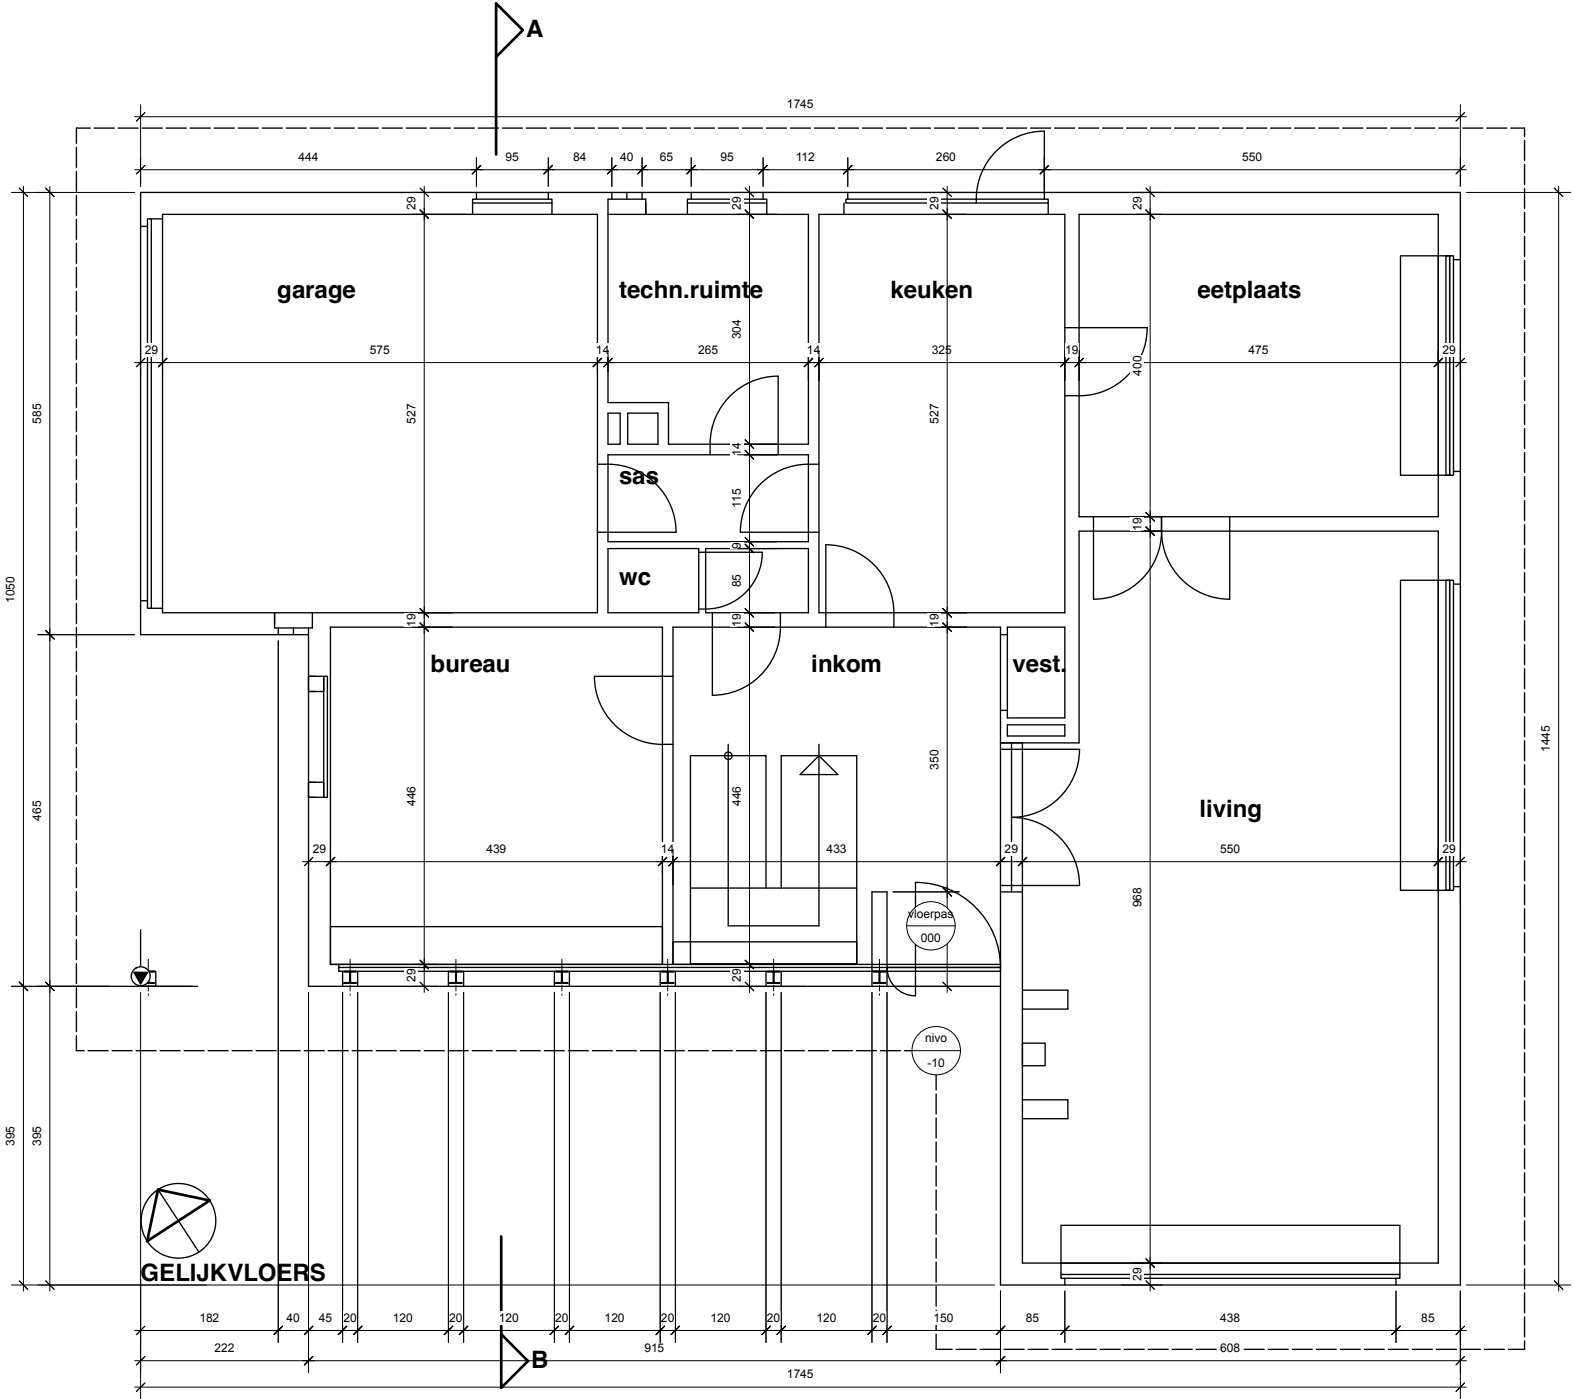 A
1745
444 95 84 40 65 95 112 260 550
29 29 29 29
garage techn.ruimte keuken eetplaats
304
29 575 14 265 14 325 19 475 29
400
585 527 527
14
sas
115
19
9
wc
85
1050
19 19 19
bureau inkom vest.
350
1445
446 446
465
living
29 439 14 433 29 550 29
968
vloerpas
000
29 29
nivo
-10
395 395
GELIJKVLOERS
29
182 40 45 20 120 20 120 20 120 20 120 20 120 20 150 85 438 85
222 915 608
B
1745